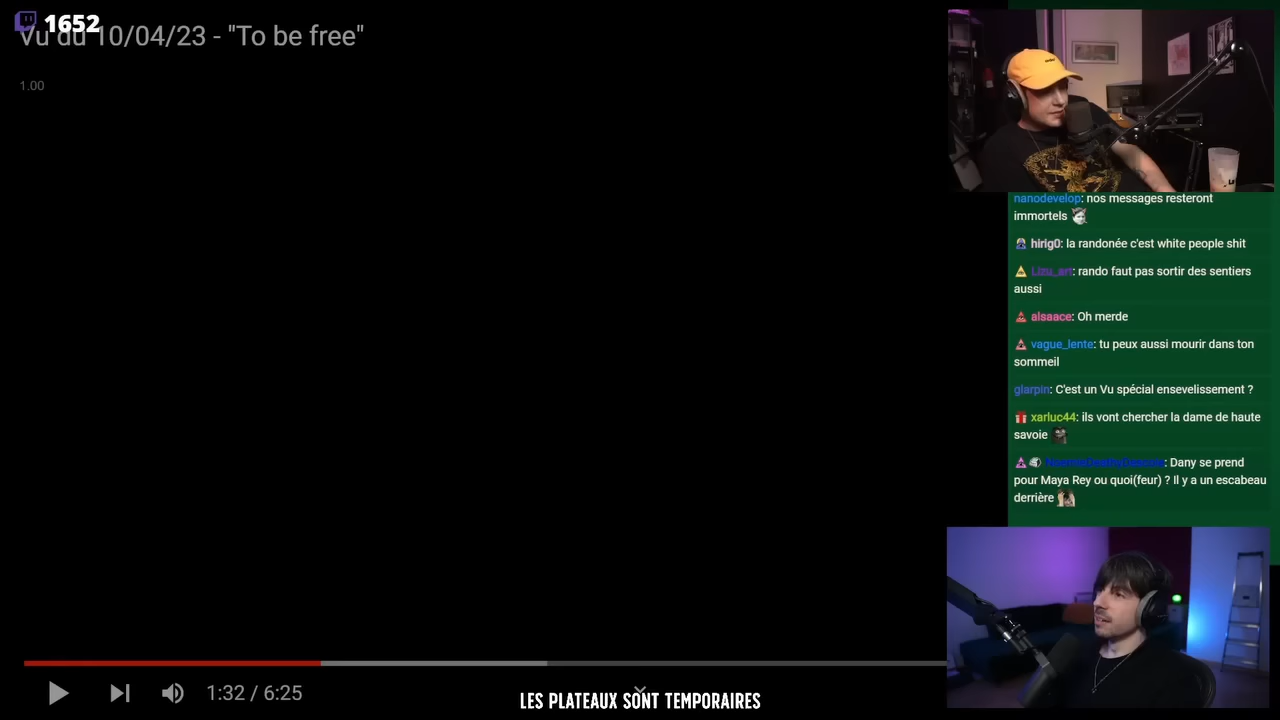 1652
Vu du 10/04/23 - "To be free"
1.00
nanodevelop: nos messages resteront
immortels
hirig0: la randonée c'est white people shit
Lizu_art: rando faut pas sortir des sentiers
aussi
alsaace: Oh merde
vague_lente: tu peux aussi mourir dans ton
sommeil
glarpin: C'est un Vu spécial ensevelissement ?
xarluc44: ils vont chercher la dame de haute
savoie
: Dany se prend
pour Maya Rey ou quoi(feur) ? Il y a un escabeau
derrière
1:32 / 6:25
LES PLATEAUX SONT TEMPORAIRES